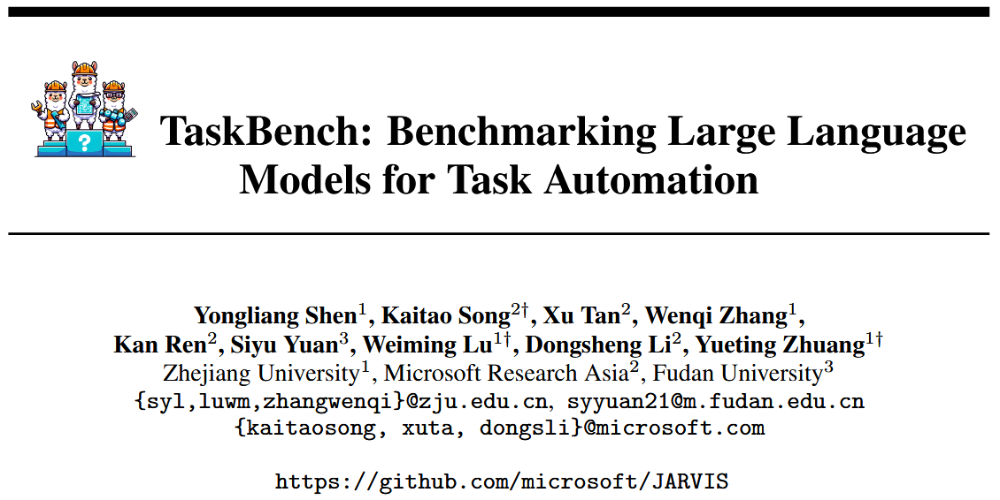 ?
TaskBench: Benchmarking Large Language
Models for Task Automation
Yongliang Shen¹, Kaitao Song²†, Xu Tan², Wenqi Zhang¹,
Kan Ren², Siyu Yuan³, Weiming Lu¹†, Dongsheng Li², Yueting Zhuang¹†
Zhejiang University¹, Microsoft Research Asia², Fudan University³
{syl,luwm,zhangwenqi}@zju.edu.cn, syyuan21@m.fudan.edu.cn
{kaitaosong, xuta, dongsli}@microsoft.com
https://github.com/microsoft/JARVIS